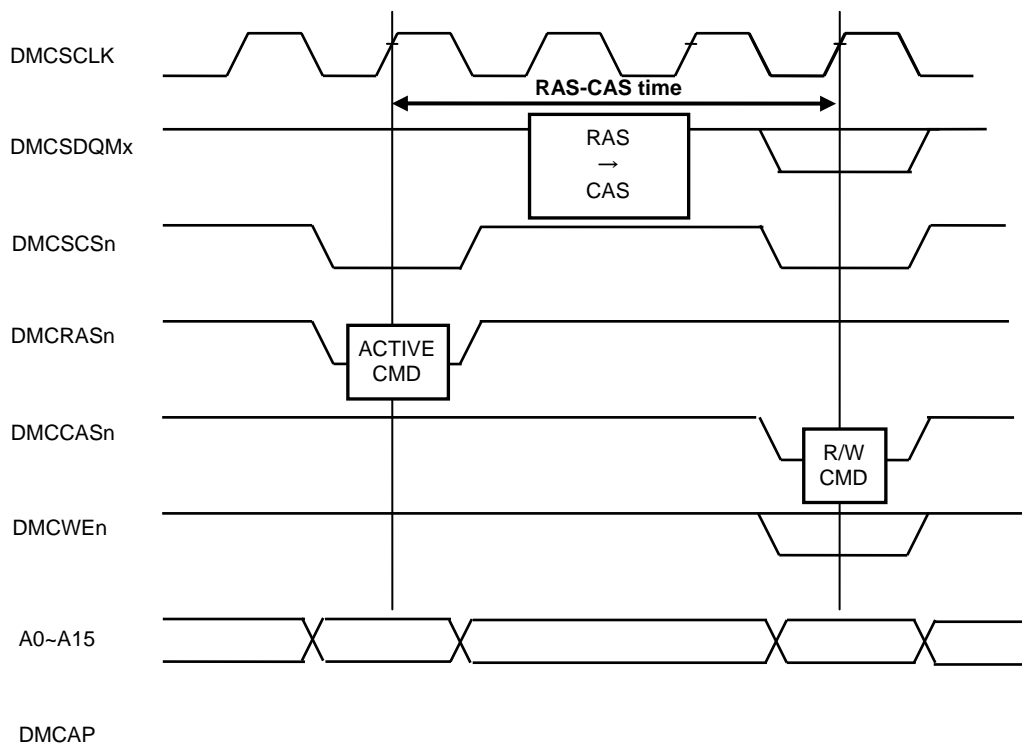 DMCSCLK
RAS-CAS time
DMCSDQMx
RAS
→
CAS
DMCSCSn
DMCRASn
ACTIVE
CMD
DMCCASn
R/W
CMD
DMCWEn
A0~A15
DMCAP